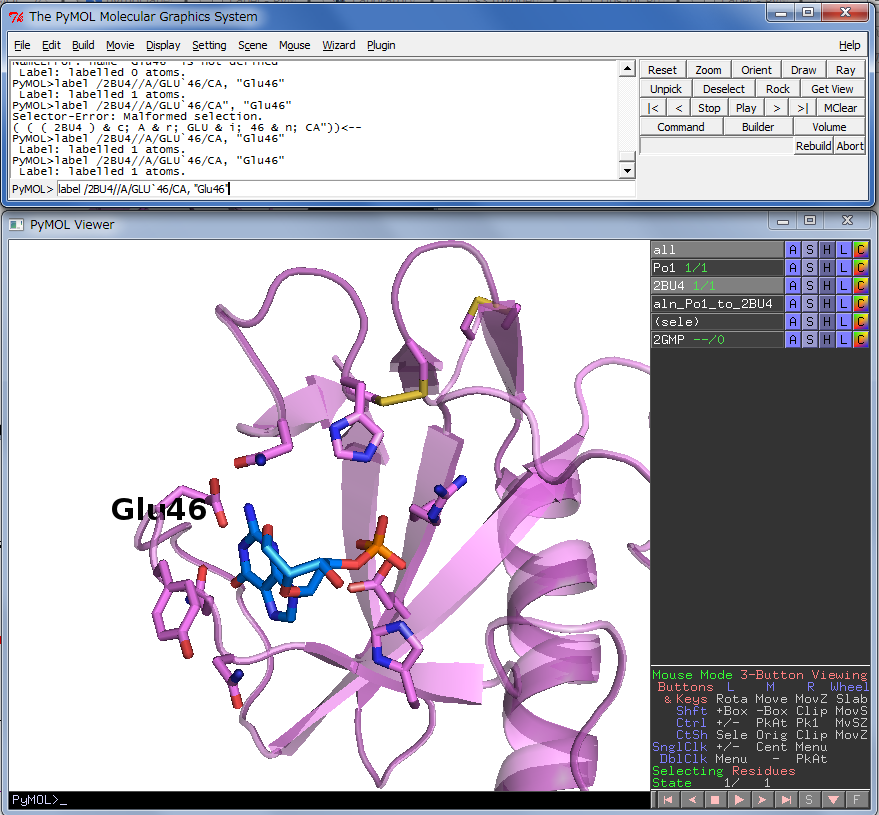 The PyMOL Molecular Graphics System
File Edit Build Movie Display Setting Scene Mouse Wizard Plugin Help
NameError: name 'Glu46' is not defined
Label: labelled 0 atoms.
PyMOL>label /2BU4//A/GLU`46/CA, "Glu46"
Label: labelled 1 atoms.
PyMOL>label /2BU4//A/GLU`46/CA", "Glu46"
Selector-Error: Malformed selection.
( ( ( 2BU4 ) & c; A & r; GLU & i; 46 & n; CA"))<--
PyMOL>label /2BU4//A/GLU`46/CA, "Glu46"
Label: labelled 1 atoms.
PyMOL>label /2BU4//A/GLU`46/CA, "Glu46"
Label: labelled 1 atoms.
PyMOL> label /2BU4//A/GLU`46/CA, "Glu46"
Reset Zoom Orient Draw Ray
Unpick Deselect Rock Get View
|< < Stop Play > >| MClear
Command Builder Volume
Rebuild Abort
PyMOL Viewer
all A S H L C
Po1 1/1 A S H L C
2BU4 1/1 A S H L C
aln_Po1_to_2BU4 A S H L C
(sele) A S H L C
2GMP --/0 A S H L C
Glu46
Mouse Mode 3-Button Viewing
Buttons L M R Wheel
& Keys Rota Move MovZ Slab
Shft +Box -Box Clip MovS
Ctrl +/- PkAt Pk1 MvSZ
CtSh Sele Orig Clip MovZ
SnglClk +/- Cent Menu
DblClk Menu - PkAt
Selecting Residues
State 1/ 1
PyMOL>_
S F